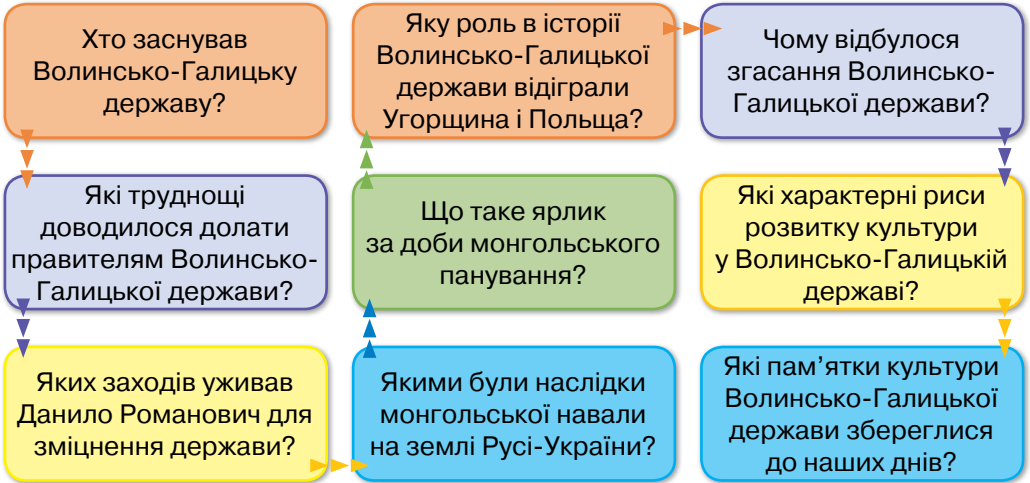 Хто заснував
Волинсько-Галицьку
державу?
Які труднощі
доводилося долати
правителям Волинсько-
Галицької держави?
Яких заходів уживав
Данило Романович для
зміцнення держави?
Якими були наслідки
монгольської навали
на землі Русі-України?
Що таке ярлик
за доби монгольського
панування?
Яку роль в історії
Волинсько-Галицької
держави відіграли
Угорщина і Польща?
Чому відбулося
згасання Волинсько-
Галицької держави?
Які характерні риси
розвитку культури
у Волинсько-Галицькій
державі?
Які пам’ятки культури
Волинсько-Галицької
держави збереглися
до наших днів?